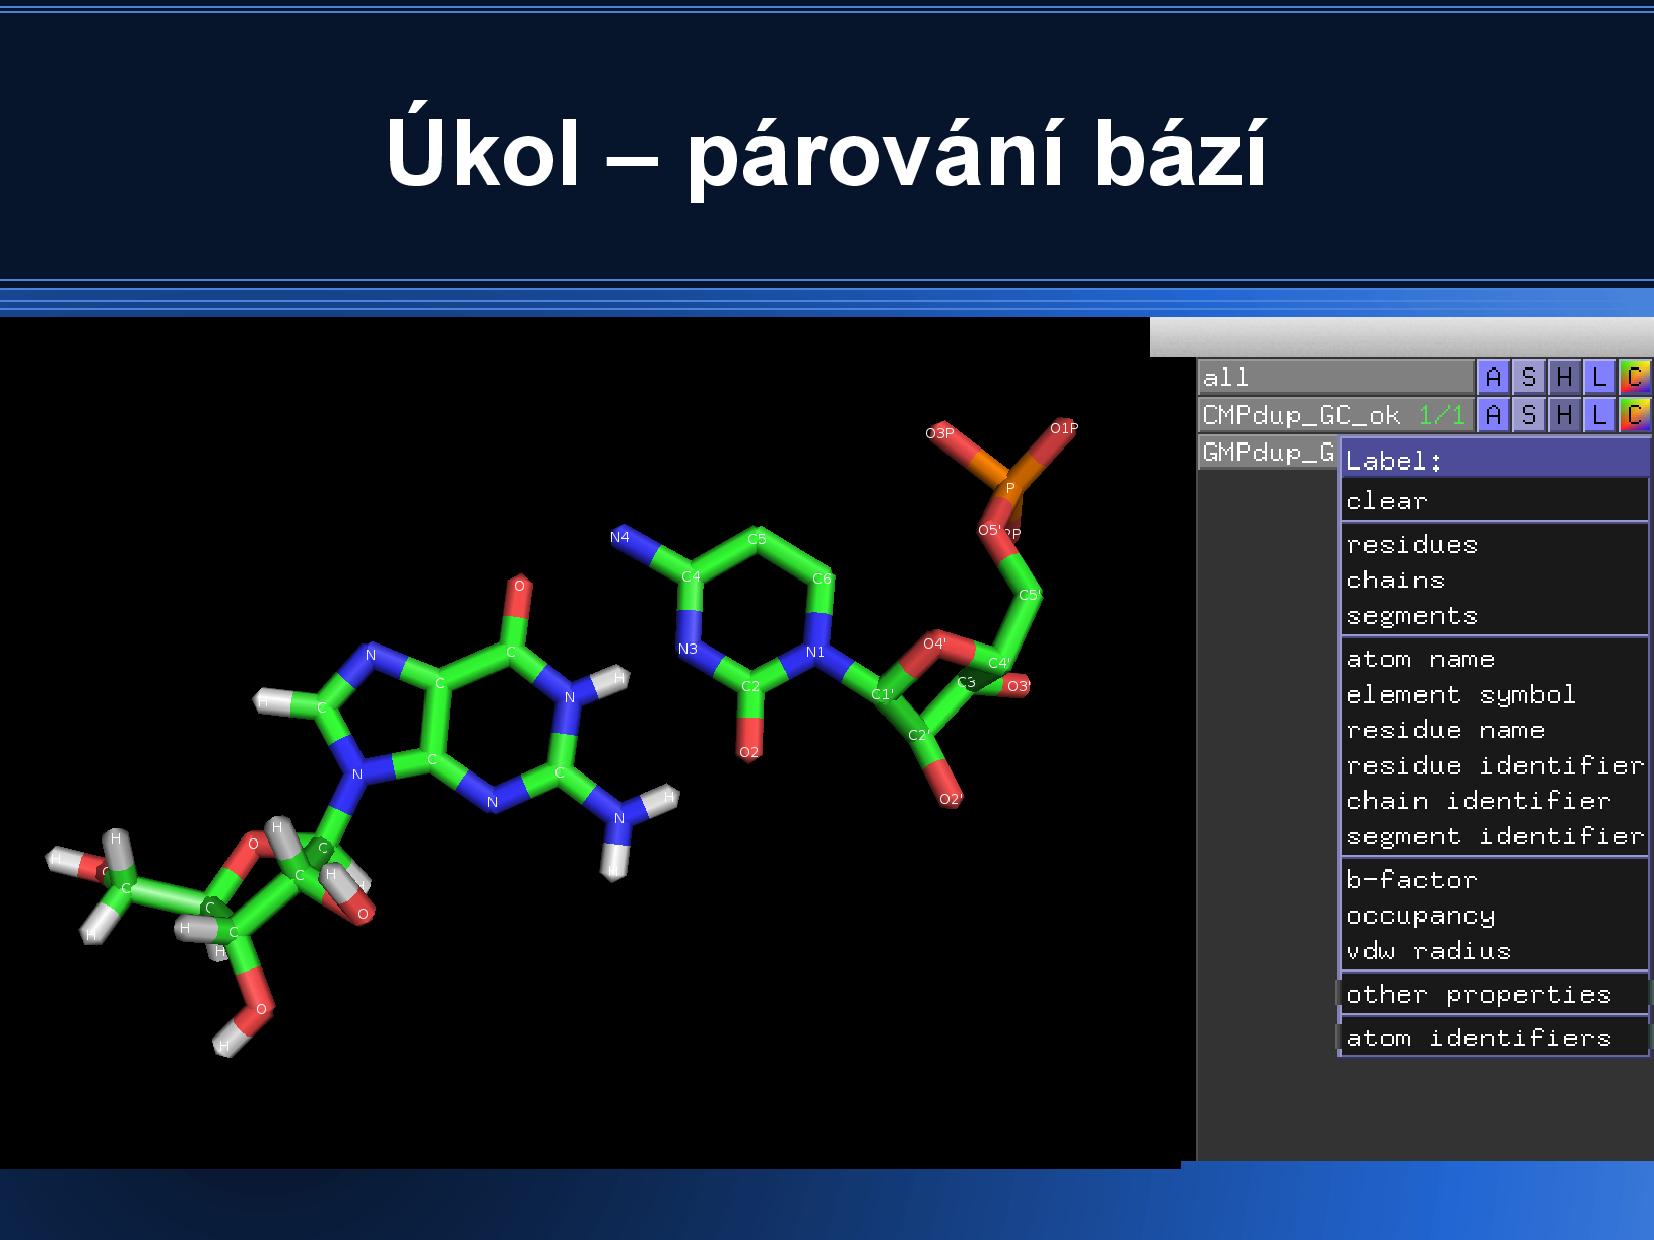 Úkol – párování bází
all A S H L C
CMPdup_GC_ok 1/1 A S H L C
GMPdup_G
Label:
clear
residues
chains
segments
atom name
element symbol
residue name
residue identifier
chain identifier
segment identifier
b-factor
occupancy
vdw radius
other properties
atom identifiers
O3P O1P
P
O5' PP
N4 C5
C4 C6
C5'
O
N3 N1 O4'
N C
C4'
C H
C2 C1' C3 O3'
H C N
C2'
O2
C
N C
N H O2'
N
H H
O C
H C C H
H
C C O
H C H
H
O
H